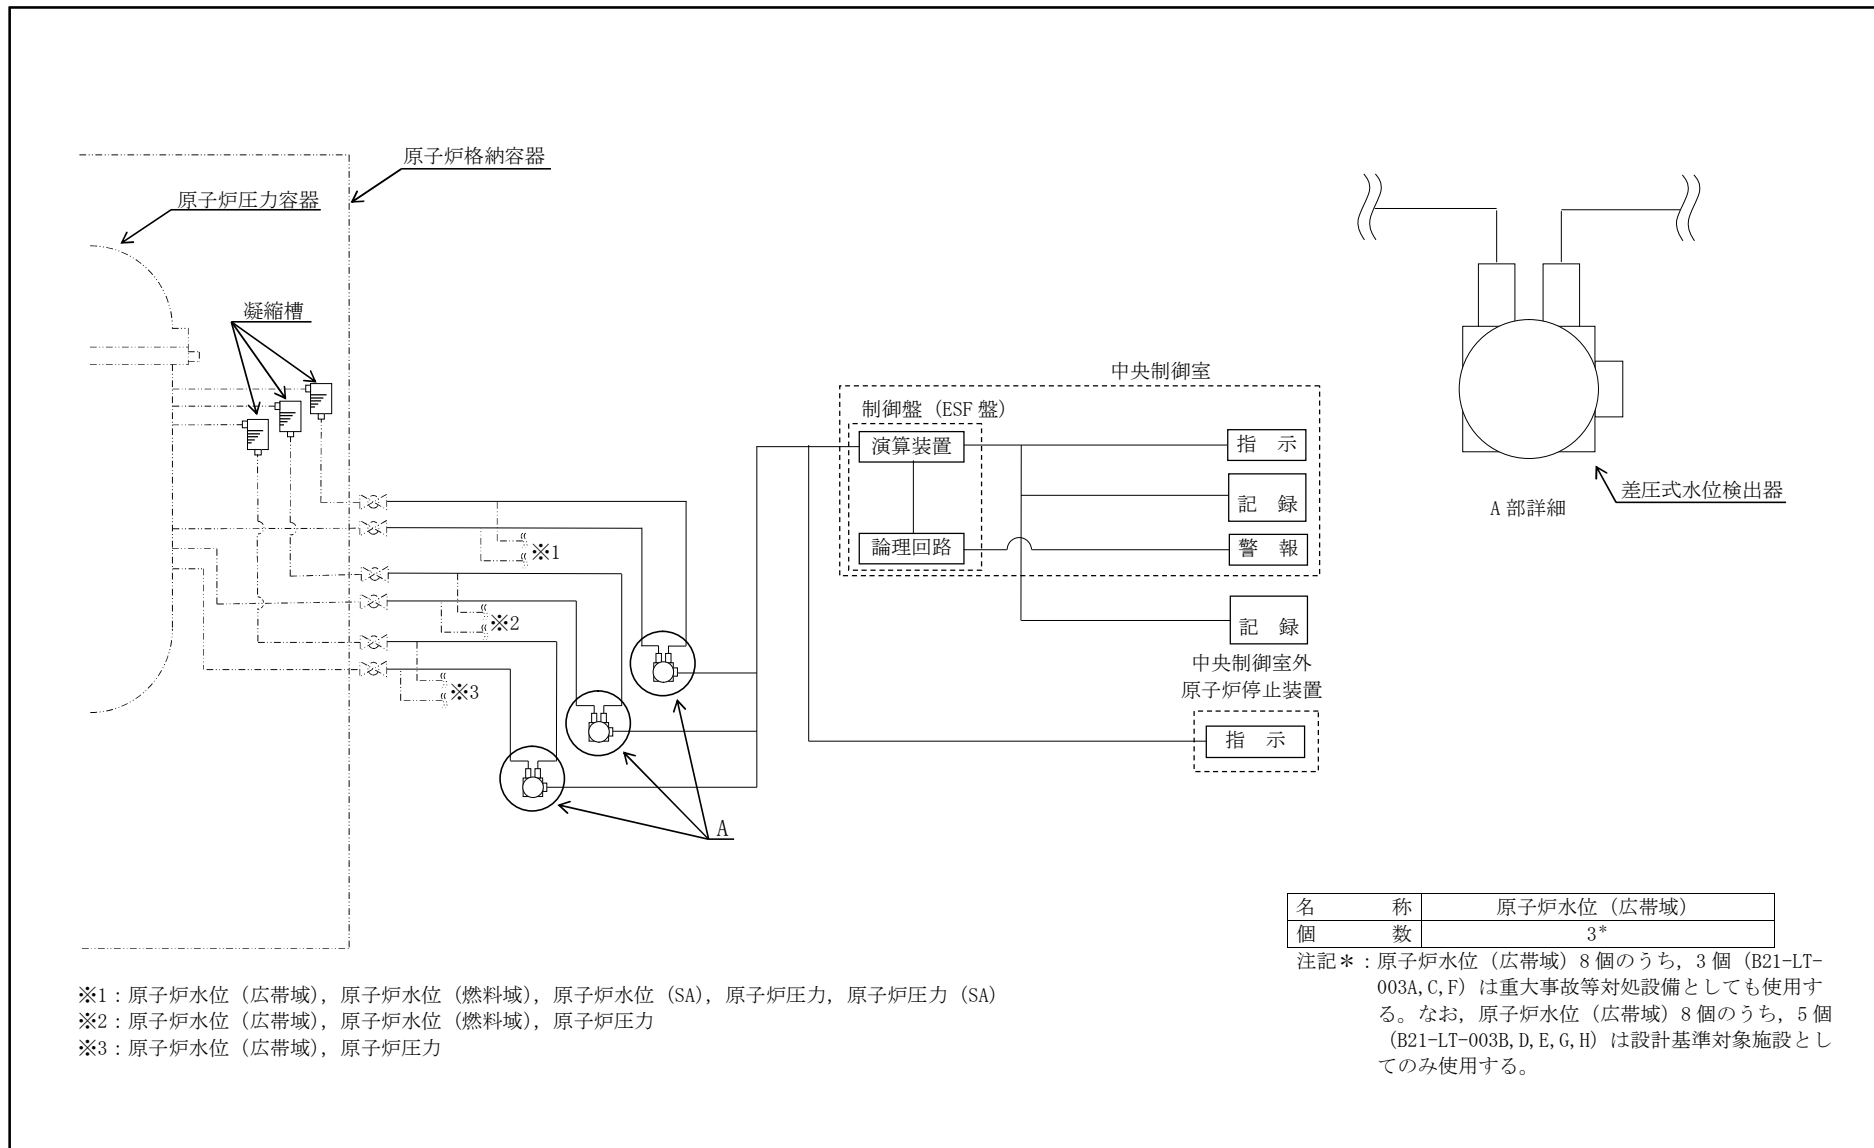 原子炉格納容器
原子炉圧力容器
凝縮槽
中央制御室
制御盤（ESF 盤）
演算装置
指　示
記　録
論理回路
警　報
記　録
中央制御室外
原子炉停止装置
指　示
※1
※2
※3
A
差圧式水位検出器
A 部詳細
名　称　原子炉水位（広帯域）
個　数　3*
注記＊：原子炉水位（広帯域）8 個のうち，3 個（B21-LT-
003A,C,F）は重大事故等対処設備としても使用す
る。なお，原子炉水位（広帯域）8 個のうち，5 個
（B21-LT-003B,D,E,G,H）は設計基準対象施設とし
てのみ使用する。
※1：原子炉水位（広帯域），原子炉水位（燃料域），原子炉水位（SA），原子炉圧力，原子炉圧力（SA）
※2：原子炉水位（広帯域），原子炉水位（燃料域），原子炉圧力
※3：原子炉水位（広帯域），原子炉圧力